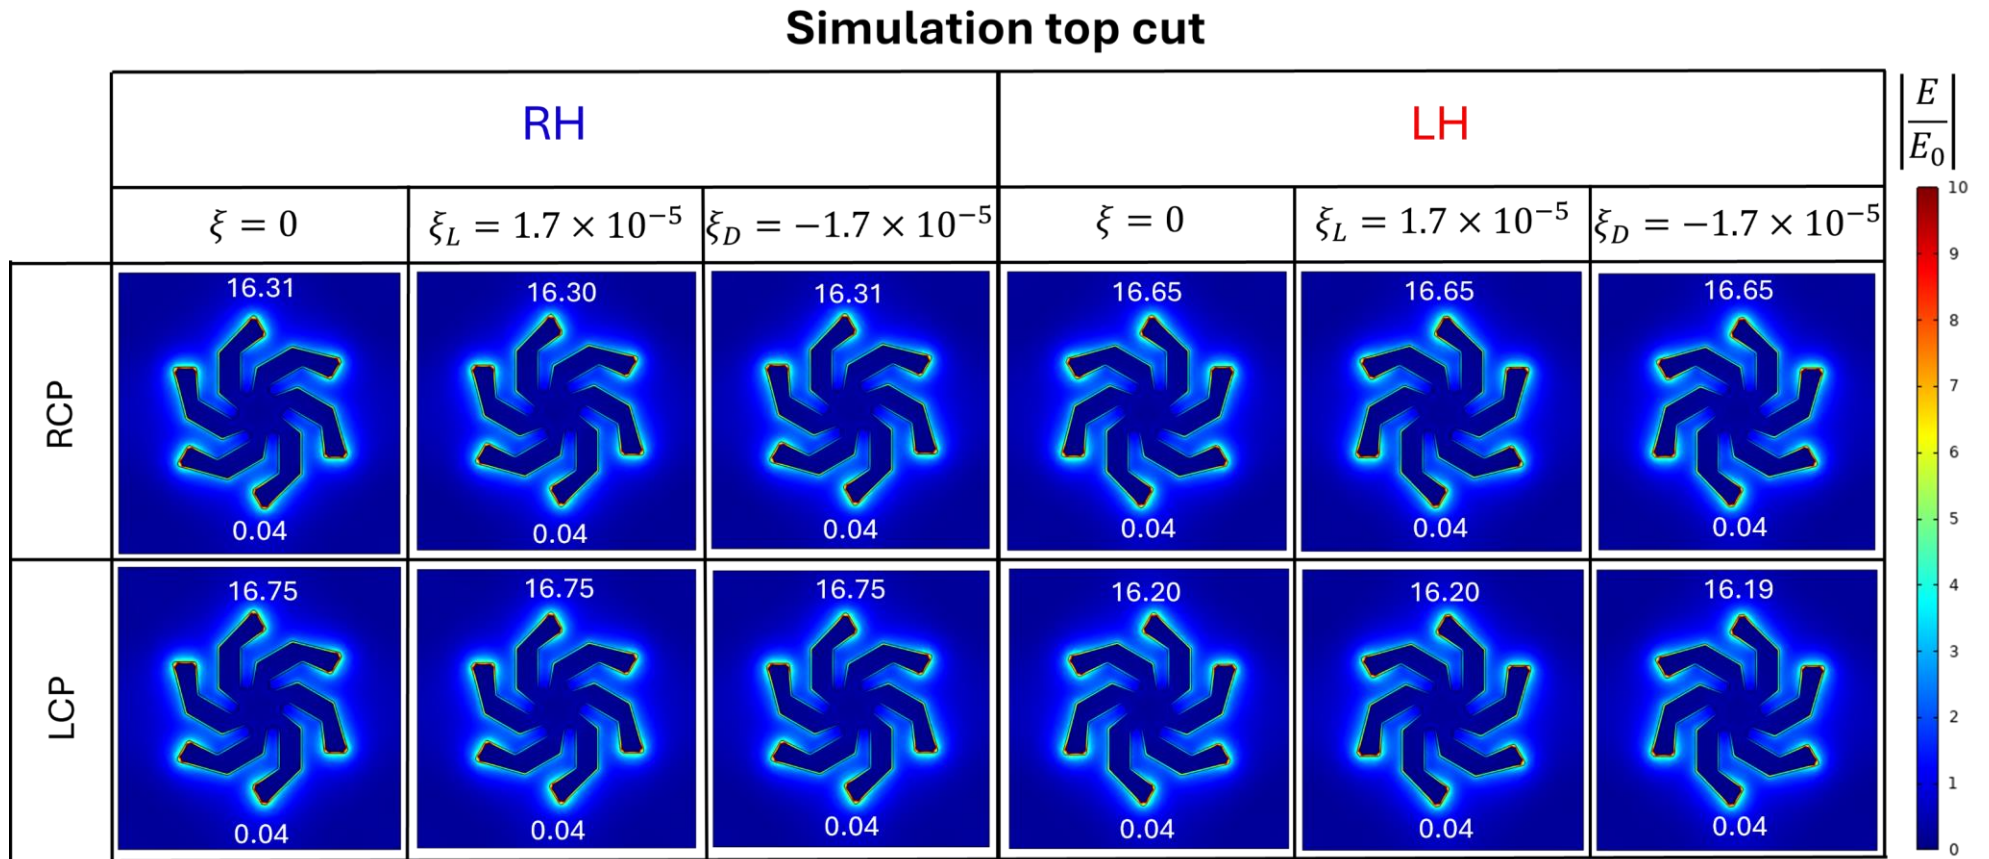 Simulation top cut
RH LH
|E/E₀|
ξ = 0 ξ_L = 1.7 × 10⁻⁵ ξ_D = −1.7 × 10⁻⁵ ξ = 0 ξ_L = 1.7 × 10⁻⁵ ξ_D = −1.7 × 10⁻⁵
RCP
16.31 16.30 16.31 16.65 16.65 16.65
0.04 0.04 0.04 0.04 0.04 0.04
LCP
16.75 16.75 16.75 16.20 16.20 16.19
0.04 0.04 0.04 0.04 0.04 0.04
10
9
8
7
6
5
4
3
2
1
0